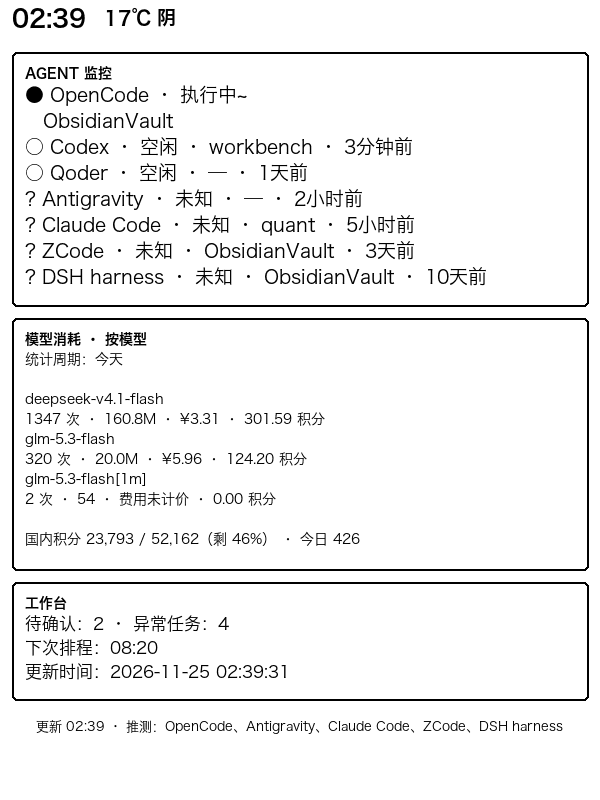 02:39 17℃ 阴
AGENT 监控
● OpenCode · 执行中~
ObsidianVault
○ Codex · 空闲 · workbench · 3分钟前
○ Qoder · 空闲 · — · 1天前
? Antigravity · 未知 · — · 2小时前
? Claude Code · 未知 · quant · 5小时前
? ZCode · 未知 · ObsidianVault · 3天前
? DSH harness · 未知 · ObsidianVault · 10天前
模型消耗 · 按模型
统计周期：今天
deepseek-v4.1-flash
1347 次 · 160.8M · ¥3.31 · 301.59 积分
glm-5.3-flash
320 次 · 20.0M · ¥5.96 · 124.20 积分
glm-5.3-flash[1m]
2 次 · 54 · 费用未计价 · 0.00 积分
国内积分 23,793 / 52,162（剩 46%） · 今日 426
工作台
待确认：2 · 异常任务：4
下次排程：08:20
更新时间：2026-11-25 02:39:31
更新 02:39 · 推测：OpenCode、Antigravity、Claude Code、ZCode、DSH harness